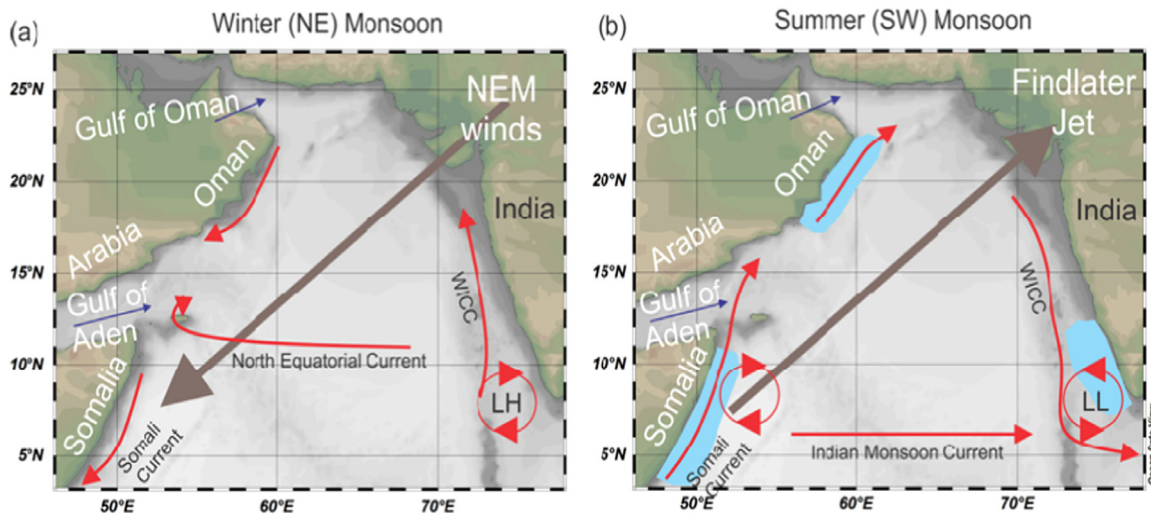 (a)
Winter (NE) Monsoon
25°N
20°N
15°N
10°N
5°N
50°E
60°E
70°E
Gulf of Oman
NEM
winds
Oman
India
Arabia
Gulf of
Aden
WICC
North Equatorial Current
Somalia
Somali
Current
LH
(b)
Summer (SW) Monsoon
25°N
20°N
15°N
10°N
5°N
50°E
60°E
70°E
Gulf of Oman
Findlater
Jet
Oman
India
Arabia
Gulf of
Aden
WICC
Somalia
Somali
Current
Indian Monsoon Current
LL